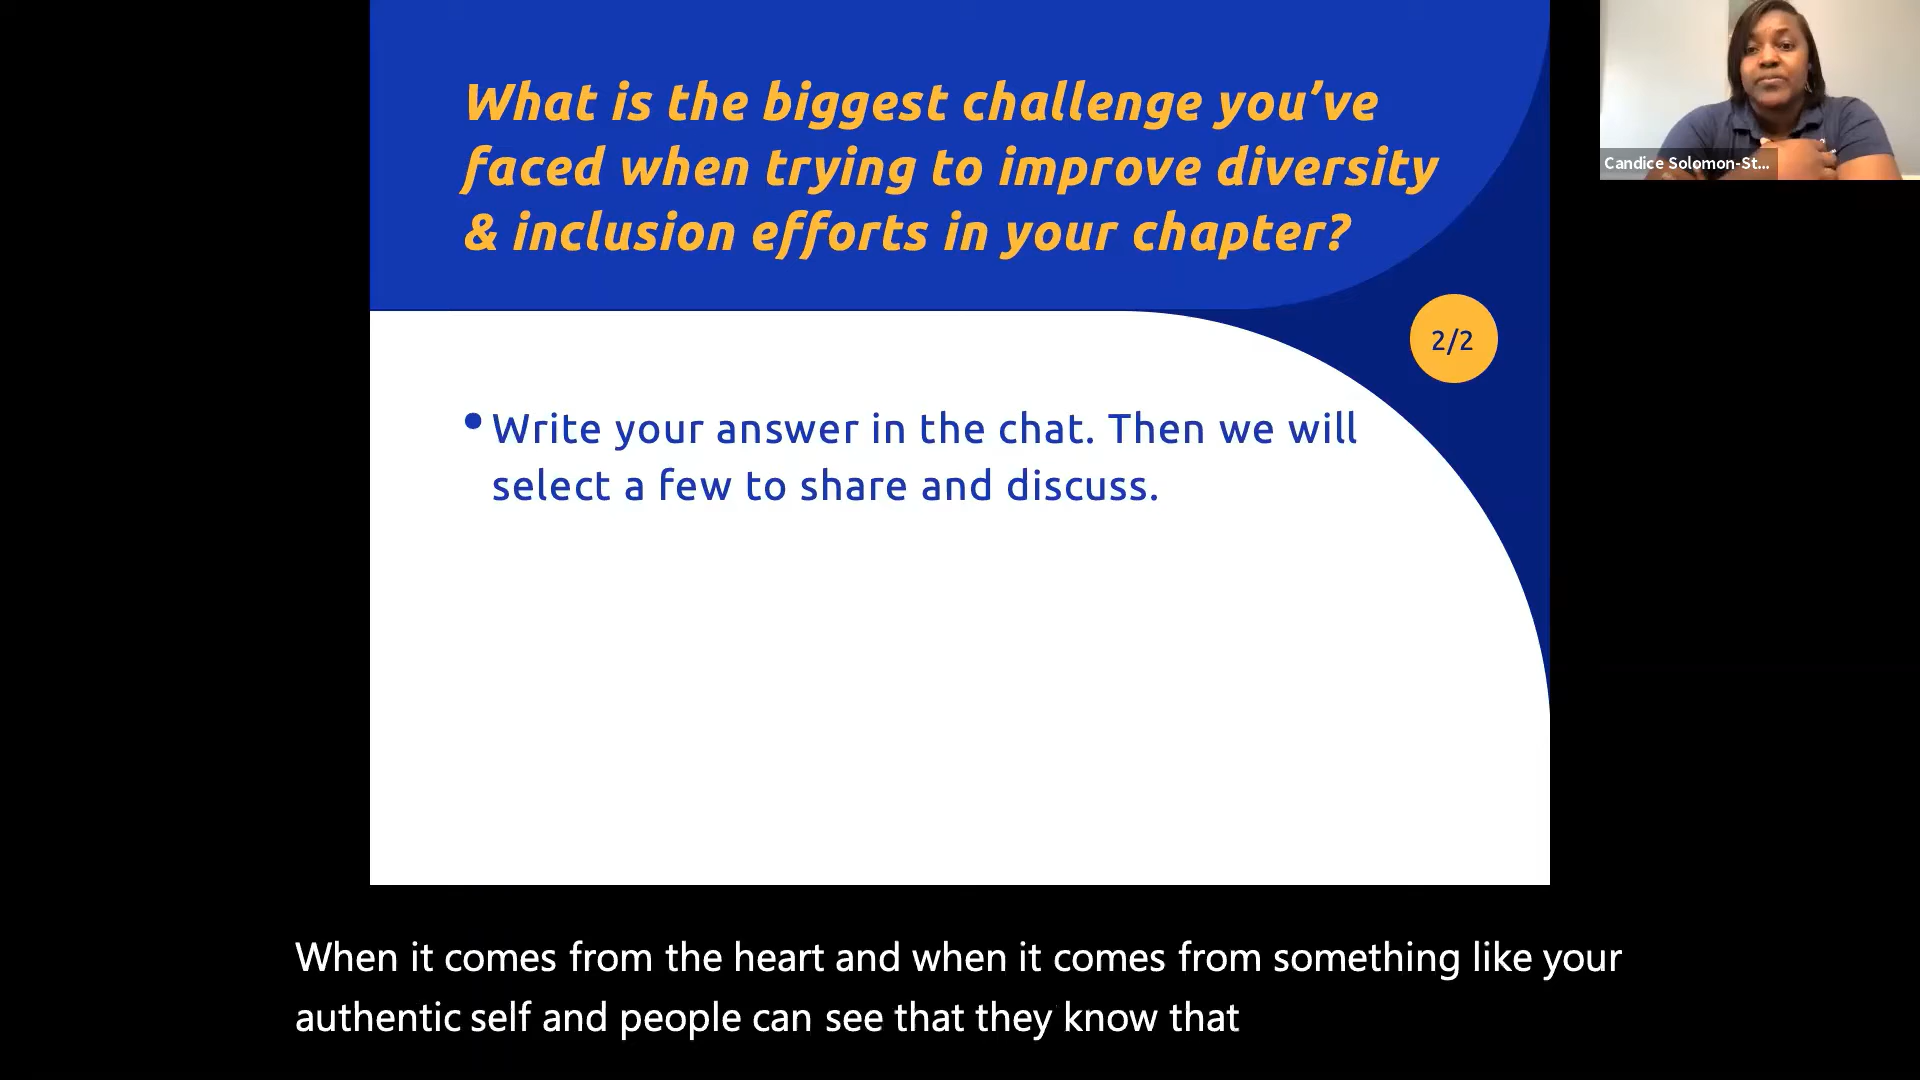 What is the biggest challenge you’ve
faced when trying to improve diversity
& inclusion efforts in your chapter?
2/2
• Write your answer in the chat. Then we will
select a few to share and discuss.
Candice Solomon-St...
When it comes from the heart and when it comes from something like your
authentic self and people can see that they know that